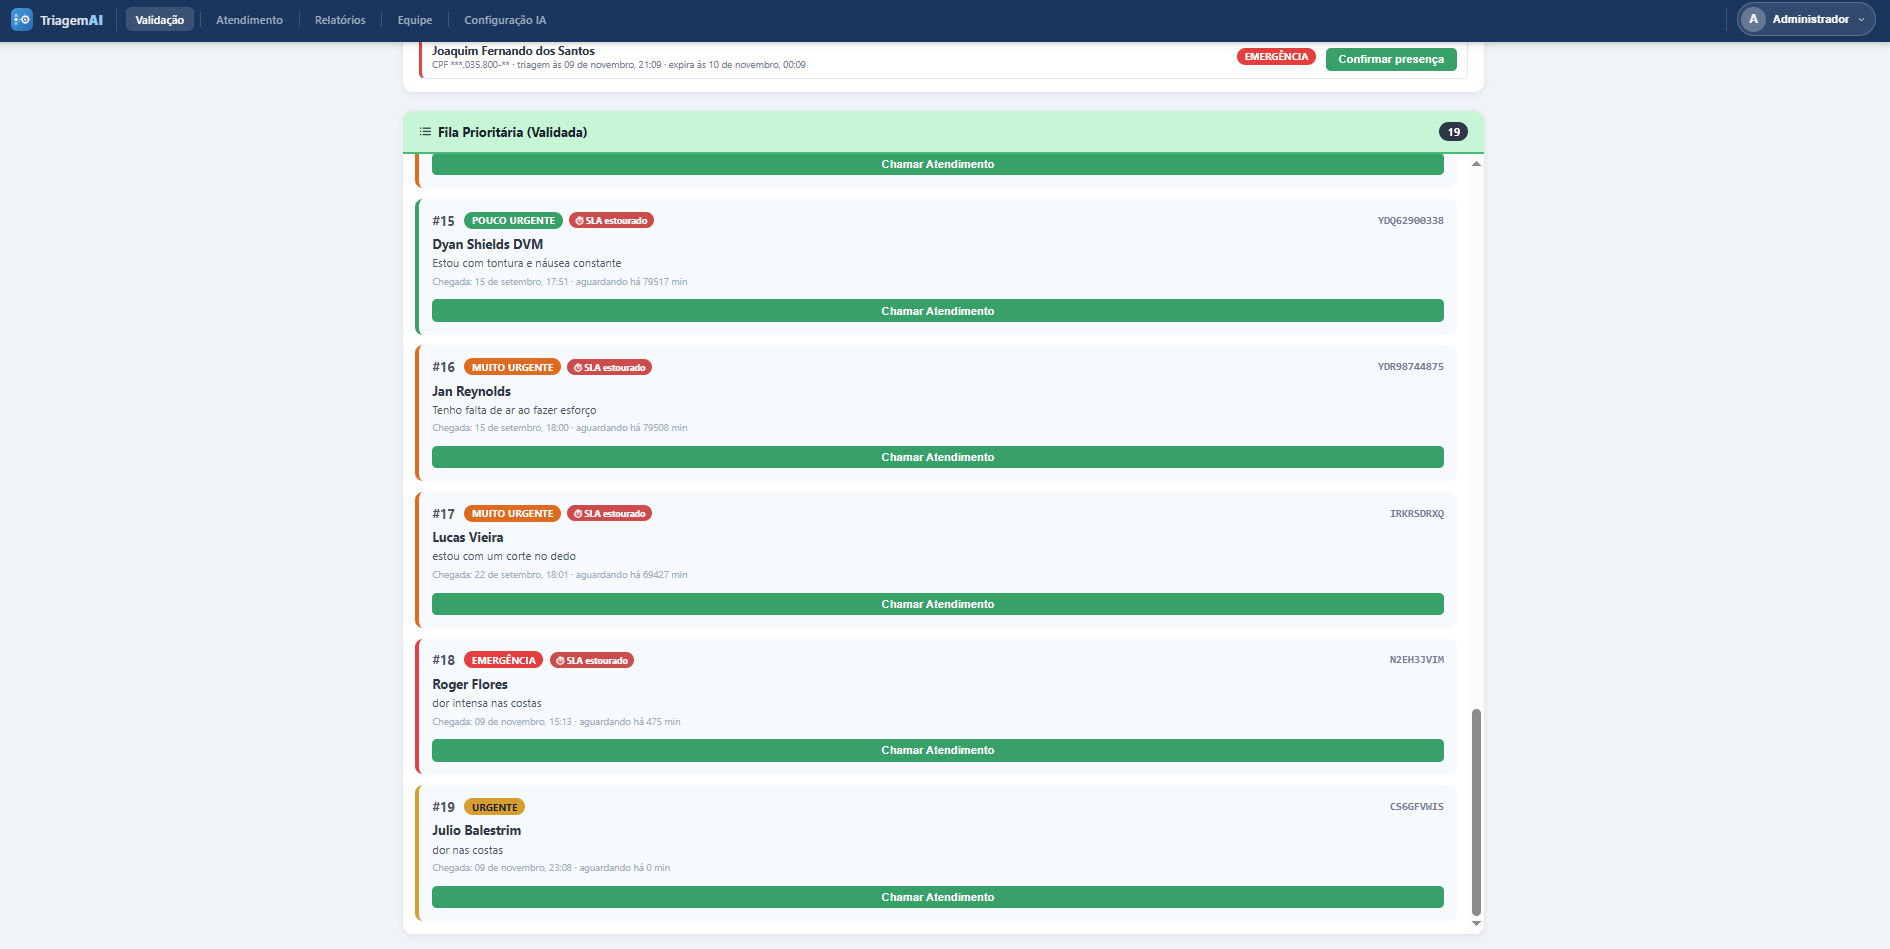 TriagemAI
Validação
Atendimento
Relatórios
Equipe
Configuração IA
A
Administrador
Joaquim Fernando dos Santos
CPF ***.035.800-** · triagem às 09 de novembro, 21:09 · expira às 10 de novembro, 00:09
EMERGÊNCIA
Confirmar presença
Fila Prioritária (Validada)
19
Chamar Atendimento
#15 POUCO URGENTE SLA estourado YDQ62900338
Dyan Shields DVM
Estou com tontura e náusea constante
Chegada: 15 de setembro, 17:51 · aguardando há 79517 min
Chamar Atendimento
#16 MUITO URGENTE SLA estourado YDR98744875
Jan Reynolds
Tenho falta de ar ao fazer esforço
Chegada: 15 de setembro, 18:00 · aguardando há 79508 min
Chamar Atendimento
#17 MUITO URGENTE SLA estourado IRKRSDRXQ
Lucas Vieira
estou com um corte no dedo
Chegada: 22 de setembro, 18:01 · aguardando há 69427 min
Chamar Atendimento
#18 EMERGÊNCIA SLA estourado N2EH3JVIM
Roger Flores
dor intensa nas costas
Chegada: 09 de novembro, 15:13 · aguardando há 475 min
Chamar Atendimento
#19 URGENTE CS6GFVWIS
Julio Balestrim
dor nas costas
Chegada: 09 de novembro, 23:08 · aguardando há 0 min
Chamar Atendimento